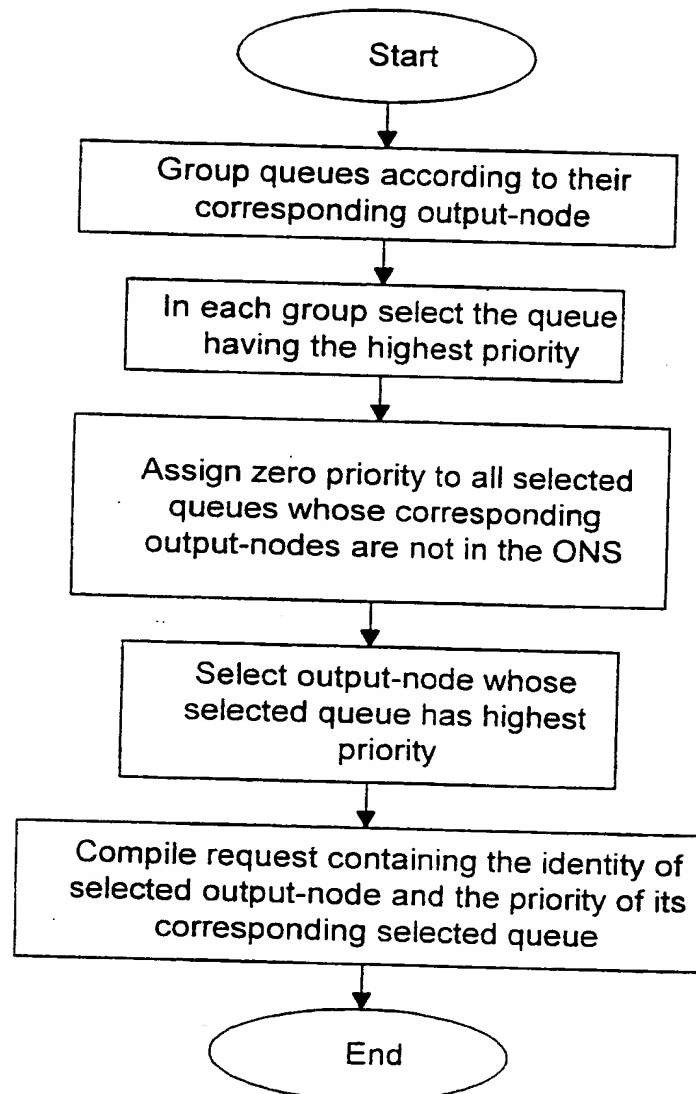 Start
Group queues according to their
corresponding output-node
In each group select the queue
having the highest priority
Assign zero priority to all selected
queues whose corresponding
output-nodes are not in the ONS
Select output-node whose
selected queue has highest
priority
Compile request containing the identity of
selected output-node and the priority of its
corresponding selected queue
End